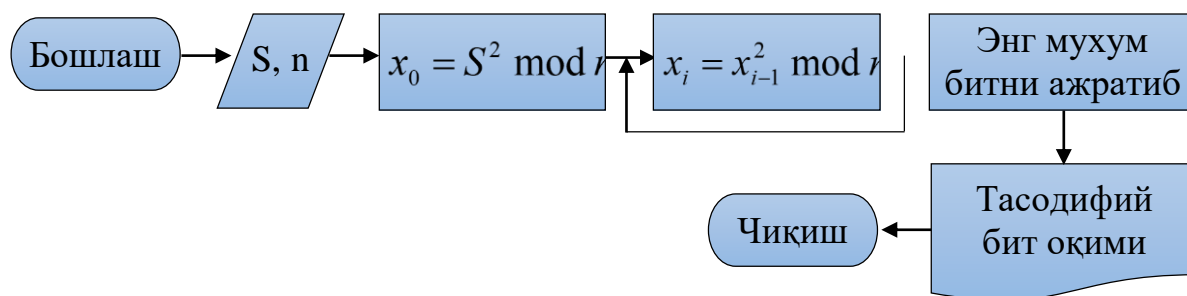 Бошлаш
S, n
x₀ = S² mod n
xᵢ = x²ᵢ₋₁ mod n
Энг мухум
битни ажратиб
Тасодифий
бит оқими
Чиқиш